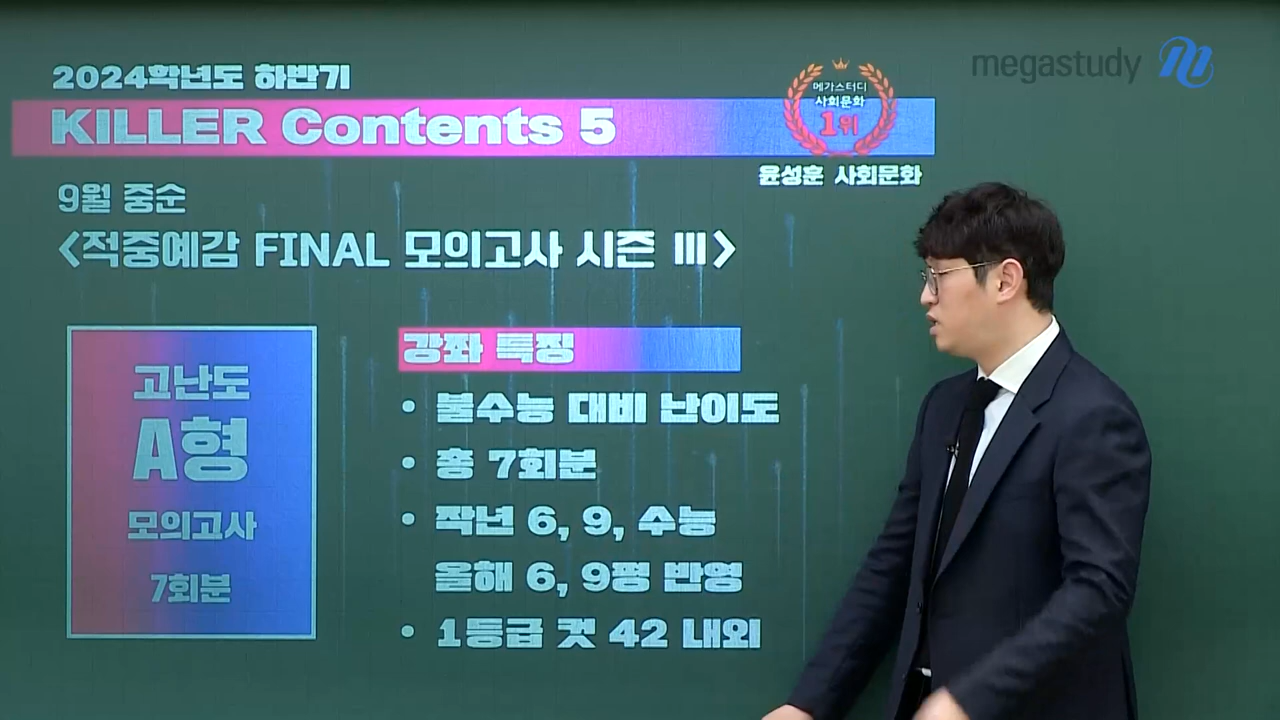 2024학년도 하반기
KILLER Contents 5
megastudy
메가스터디
사회문화
1위
윤성훈 사회문화
9월 중순
<적중예감 FINAL 모의고사 시즌 Ⅲ>
고난도
A형
모의고사
7회분
강좌 특징
• 불수능 대비 난이도
• 총 7회분
• 작년 6, 9, 수능
올해 6, 9평 반영
• 1등급 컷 42 내외